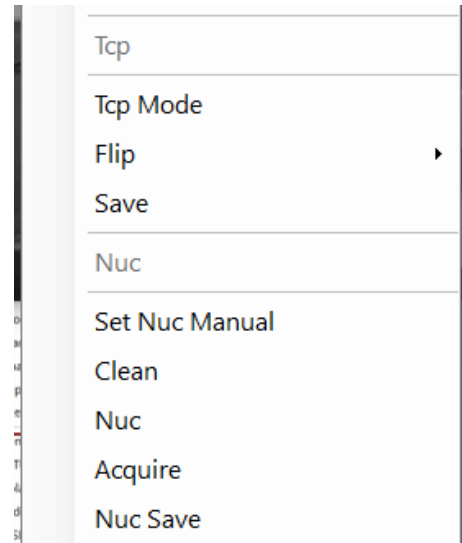 Tcp
Tcp Mode
Flip
Save
Nuc
Set Nuc Manual
Clean
Nuc
Acquire
Nuc Save